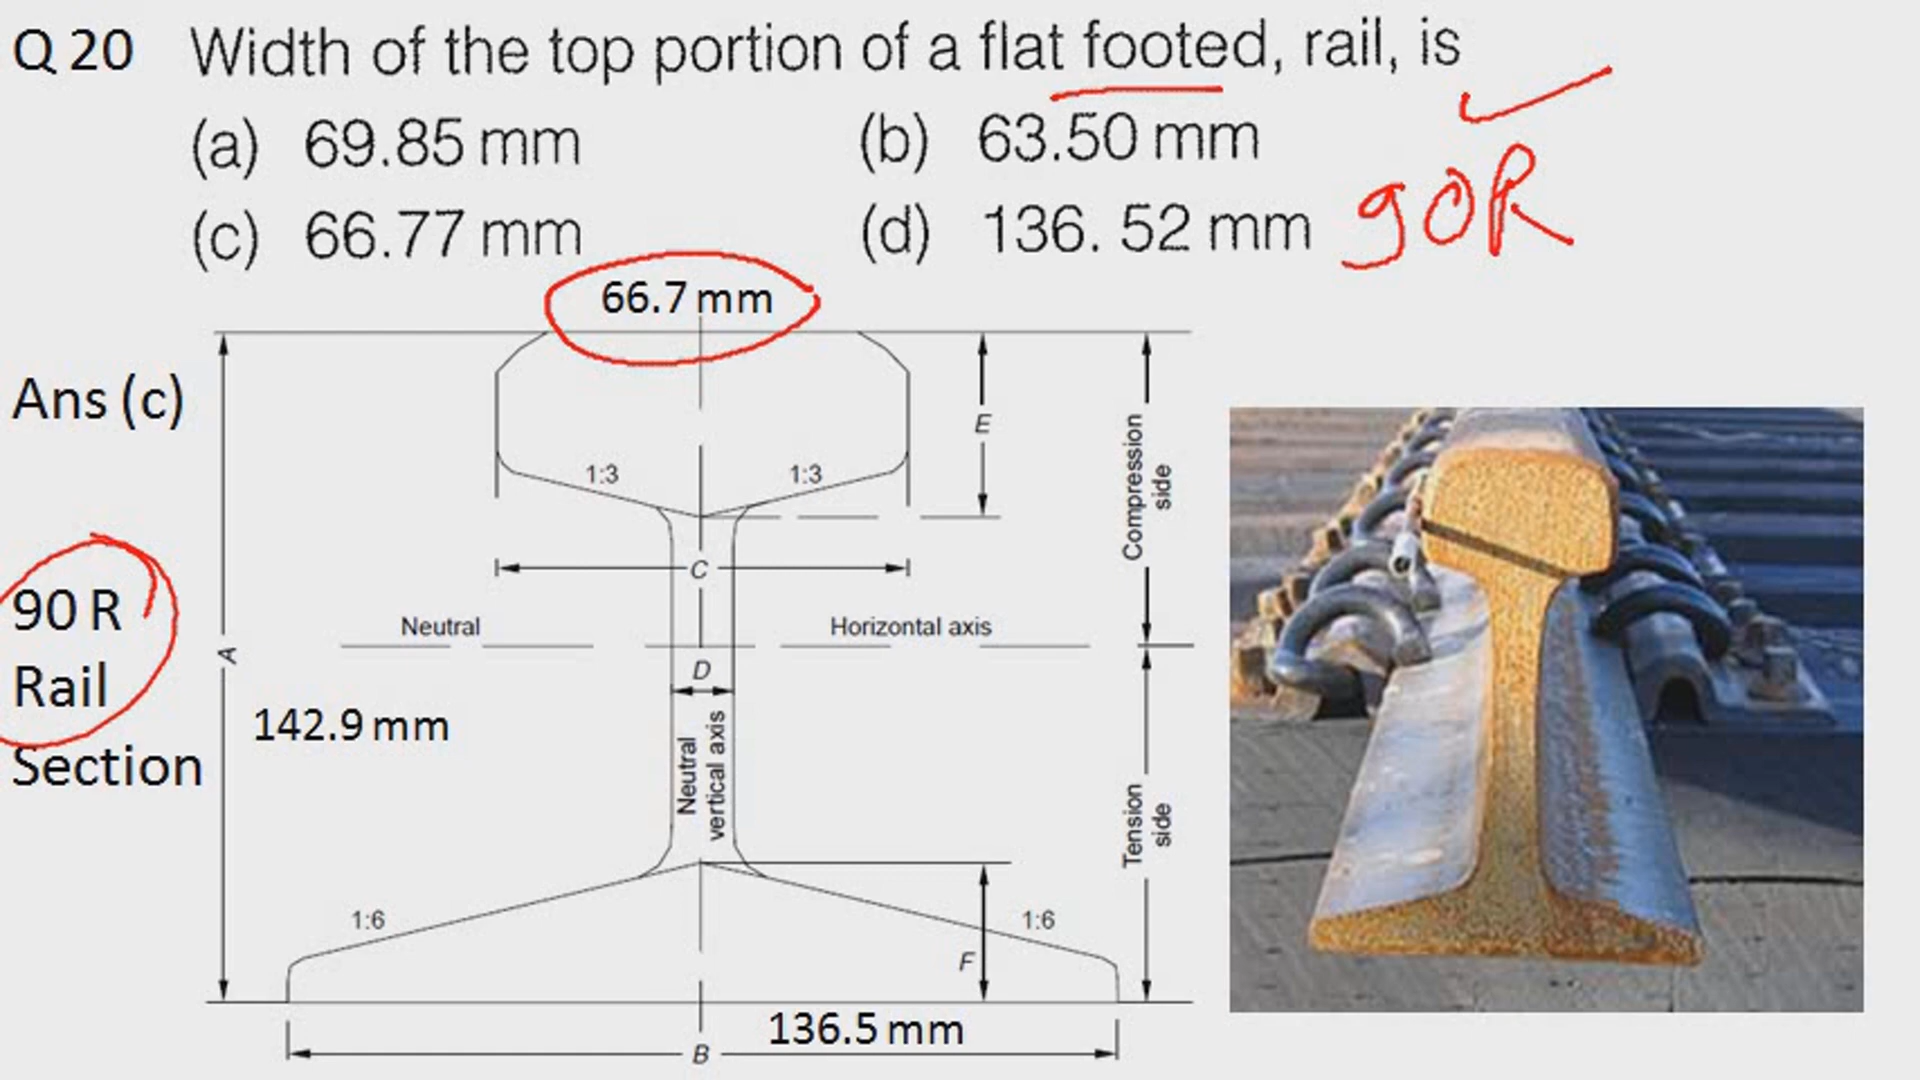 Q 20 Width of the top portion of a flat footed, rail, is
(a) 69.85 mm (b) 63.50 mm
(c) 66.77 mm (d) 136. 52 mm 90R
66.7 mm
Ans (c)
E
1:3 1:3
Compression side
C
90 R
Rail
Section
Neutral Horizontal axis
A
D
142.9 mm
Neutral vertical axis
Tension side
1:6 1:6
F
136.5 mm
B